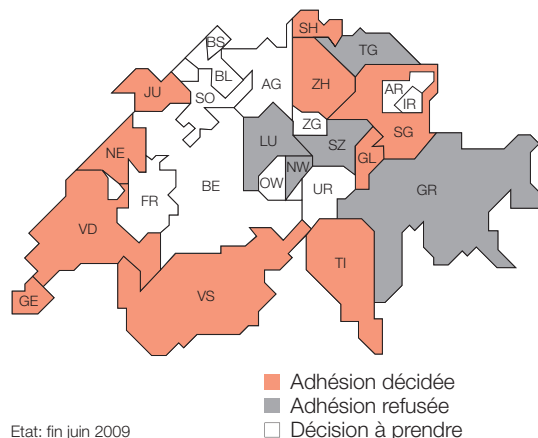 SH
BS
TG
BL
JU
AG
ZH
AR
SO
IR
ZG
SG
LU
SZ
NE
GL
NW
OW
UR
GR
FR
BE
VD
TI
VS
GE
Adhésion décidée
Adhésion refusée
Etat: fin juin 2009 Décision à prendre